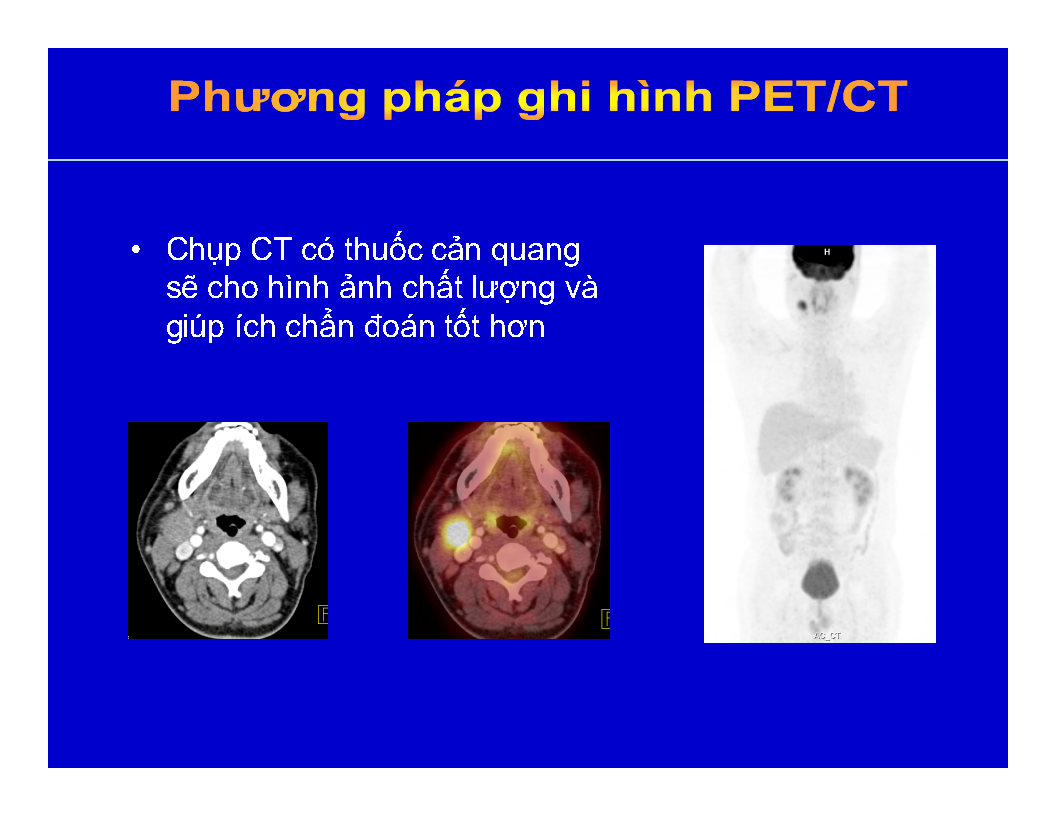 Phương pháp ghi hình PET/CT
• Chụp CT có thuốc cản quang
sẽ cho hình ảnh chất lượng và
giúp ích chẩn đoán tốt hơn
H
AC_CT